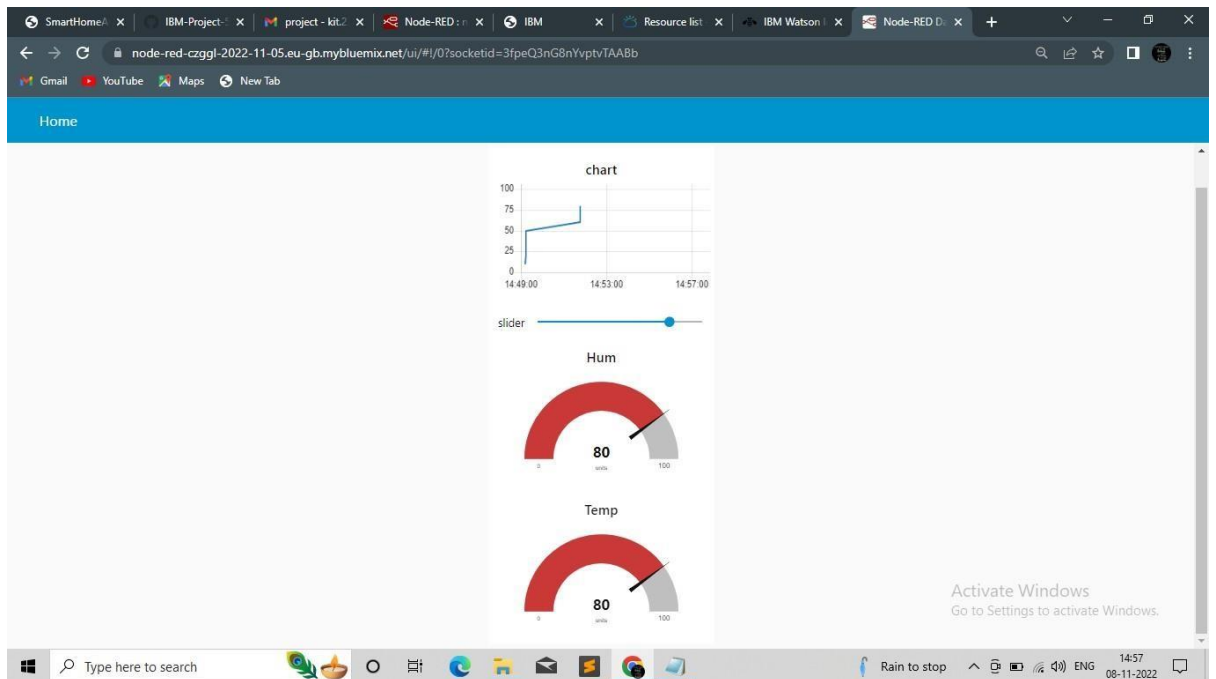 SmartHomeA
IBM-Project-
project - kit.
Node-RED :
IBM
Resource list
IBM Watson
Node-RED Da
node-red-czggl-2022-11-05.eu-gb.mybluemix.net/ui/#!/0?socketid=3fpeQ3nG8nYvptvTAABb
Gmail YouTube Maps New Tab
Home
chart
100
75
50
25
0
14:49:00 14:53:00 14:57:00
slider
Hum
80
units
0 100
Temp
80
units
0 100
Activate Windows
Go to Settings to activate Windows.
Type here to search Rain to stop ENG 14:57
08-11-2022